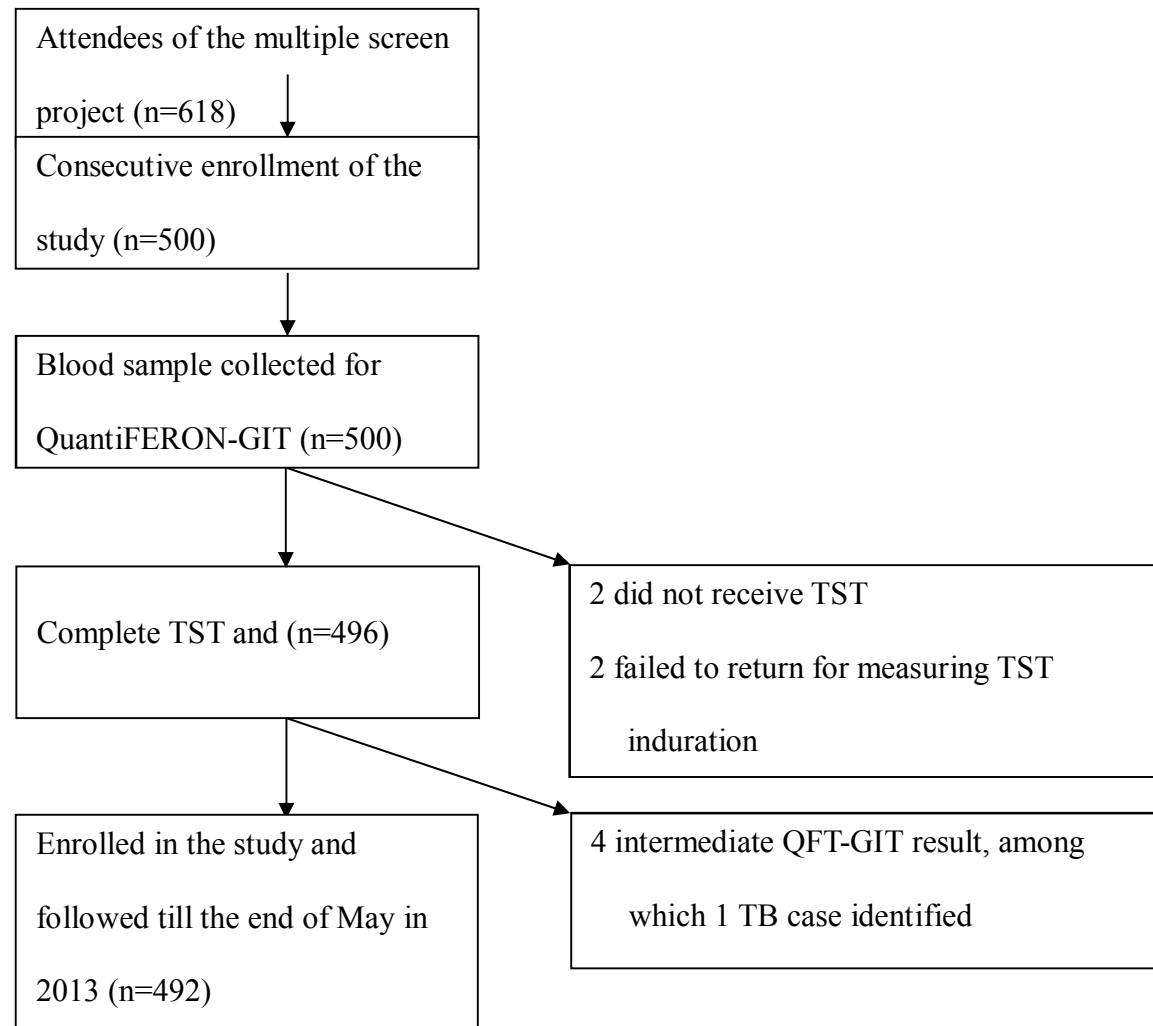 Attendees of the multiple screen
project (n=618)
Consecutive enrollment of the
study (n=500)
Blood sample collected for
QuantiFERON-GIT (n=500)
2 did not receive TST
Complete TST and (n=496)
2 failed to return for measuring TST
induration
Enrolled in the study and
followed till the end of May in
2013 (n=492)
4 intermediate QFT-GIT result, among
which 1 TB case identified